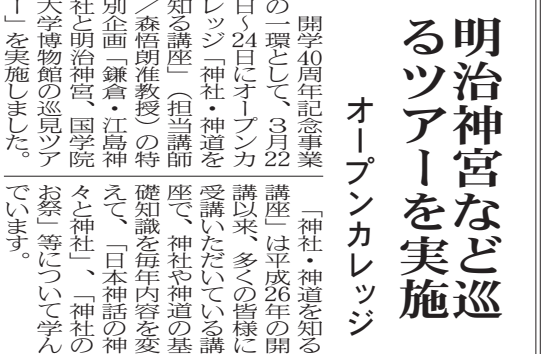 明治神宮など巡
るツアーを実施
オープンカレッジ
開学40周年記念事業
の一環として、3月22
日〜24日にオープンカ
レッジ「神社・神道を
知る講座」（担当講師
／森悟朗准教授）の特
別企画「鎌倉・江島神
社と明治神宮、国学院
大学博物館の巡見ツア
ー」を実施しました。
「神社・神道を知る
講座」は平成26年の開
講以来、多くの皆様に
受講いただいている講
座で、神社や神道の基
礎知識を毎年内容を変
えて、「日本神話の神
々と神社」、「神社の
お祭」等について学ん
でいます。